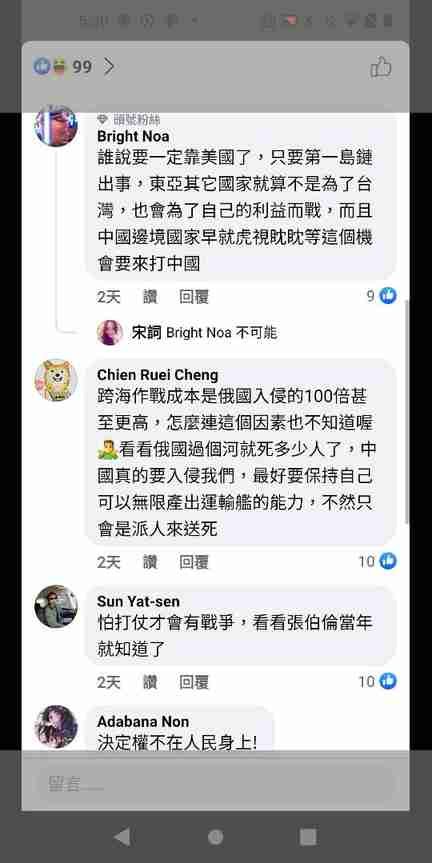 99
頭號粉絲
Bright Noa
誰說要一定靠美國了，只要第一島鏈
出事，東亞其它國家就算不是為了台
灣，也會為了自己的利益而戰，而且
中國邊境國家早就虎視眈眈等這個機
會要來打中國
2天 讚 回覆 9
宋詞 Bright Noa 不可能
Chien Ruei Cheng
跨海作戰成本是俄國入侵的100倍甚
至更高，怎麼連這個因素也不知道喔
🤷‍♂️看看俄國過個河就死多少人了，中
國真的要入侵我們，最好要保持自己
可以無限產出運輸艦的能力，不然只
會是派人來送死
2天 讚 回覆 10
Sun Yat-sen
怕打仗才會有戰爭，看看張伯倫當年
就知道了
2天 讚 回覆 10
Adabana Non
決定權不在人民身上!
留言......